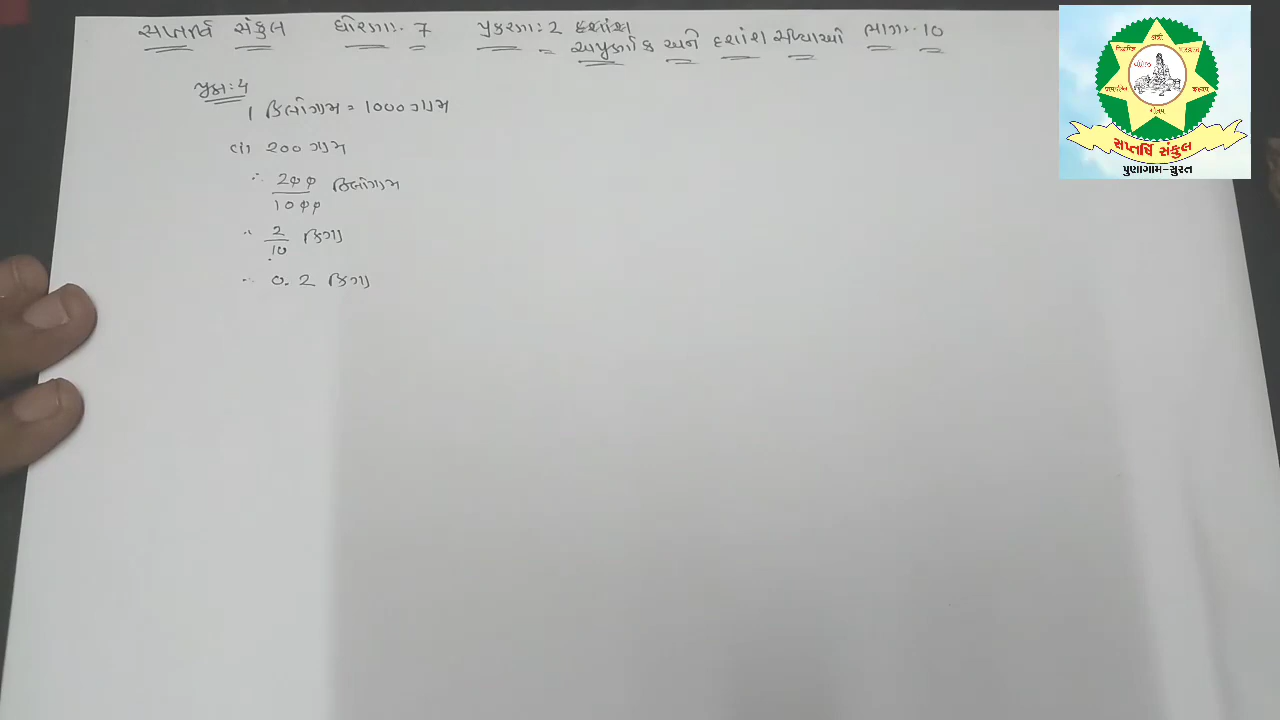 સપ્તર્ષિ સંકુલ ધોરણઃ- 7 પ્રકરણઃ 2 દશાંશ
અપૂર્ણાંક અને દશાંશ સંખ્યાઓ ભાગઃ- 10
પ્રશ્નઃ 4
1 કિલોગ્રામ = 1000 ગ્રામ
(i) 200 ગ્રામ
∴ 200/1000 કિલોગ્રામ
∴ 2/10 કિગ્રા
∴ 0.2 કિગ્રા
સપ્તર્ષિ સંકુલ
પુણાગામ-સુરત